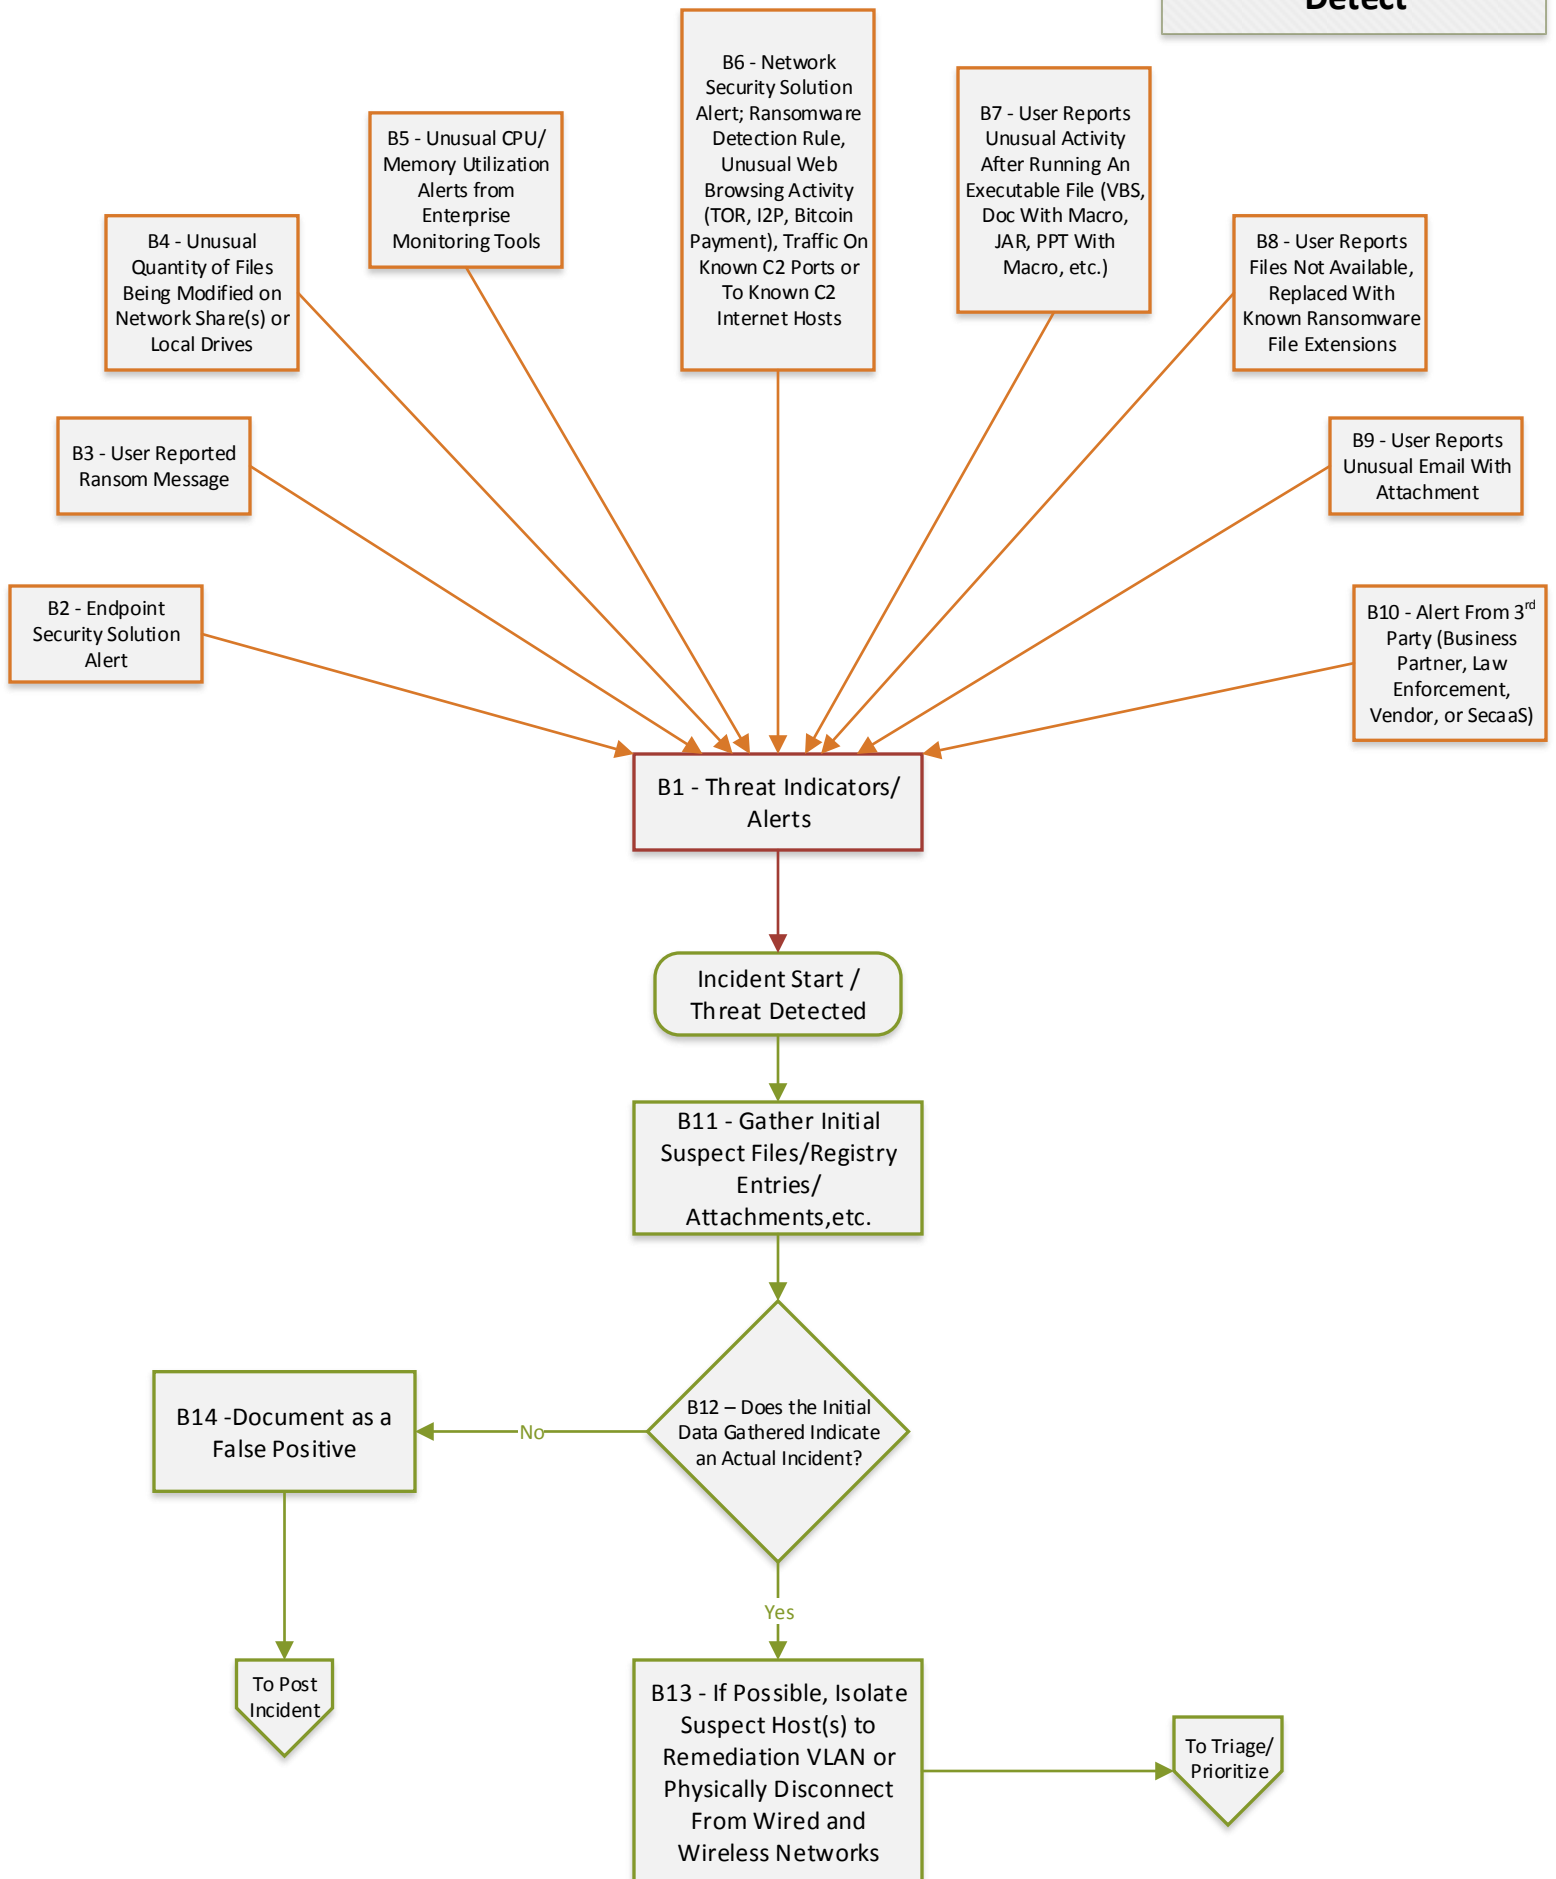 Detect
B6 - Network
Security Solution
Alert; Ransomware
Detection Rule,
Unusual Web
Browsing Activity
(TOR, I2P, Bitcoin
Payment), Traffic On
Known C2 Ports or
To Known C2
Internet Hosts
B5 - Unusual CPU/
Memory Utilization
Alerts from
Enterprise
Monitoring Tools
B7 - User Reports
Unusual Activity
After Running An
Executable File (VBS,
Doc With Macro,
JAR, PPT With
Macro, etc.)
B4 - Unusual
Quantity of Files
Being Modified on
Network Share(s) or
Local Drives
B8 - User Reports
Files Not Available,
Replaced With
Known Ransomware
File Extensions
B3 - User Reported
Ransom Message
B9 - User Reports
Unusual Email With
Attachment
B2 - Endpoint
Security Solution
Alert
B10 - Alert From 3rd
Party (Business
Partner, Law
Enforcement,
Vendor, or SecaaS)
B1 - Threat Indicators/
Alerts
Incident Start /
Threat Detected
B11 - Gather Initial
Suspect Files/Registry
Entries/
Attachments,etc.
B12 – Does the Initial
Data Gathered Indicate
an Actual Incident?
No
B14 -Document as a
False Positive
Yes
To Post
Incident
B13 - If Possible, Isolate
Suspect Host(s) to
Remediation VLAN or
Physically Disconnect
From Wired and
Wireless Networks
To Triage/
Prioritize